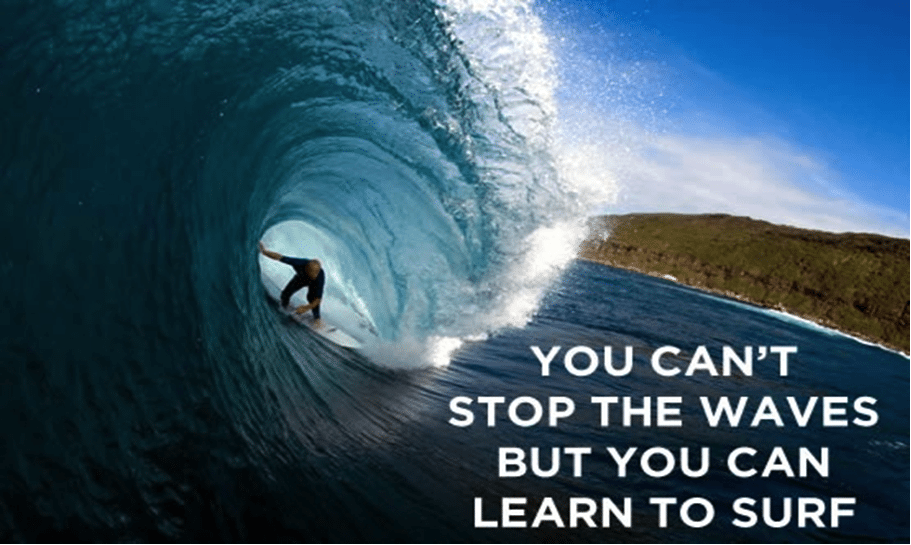 YOU CAN'T
STOP THE WAVES
BUT YOU CAN
LEARN TO SURF